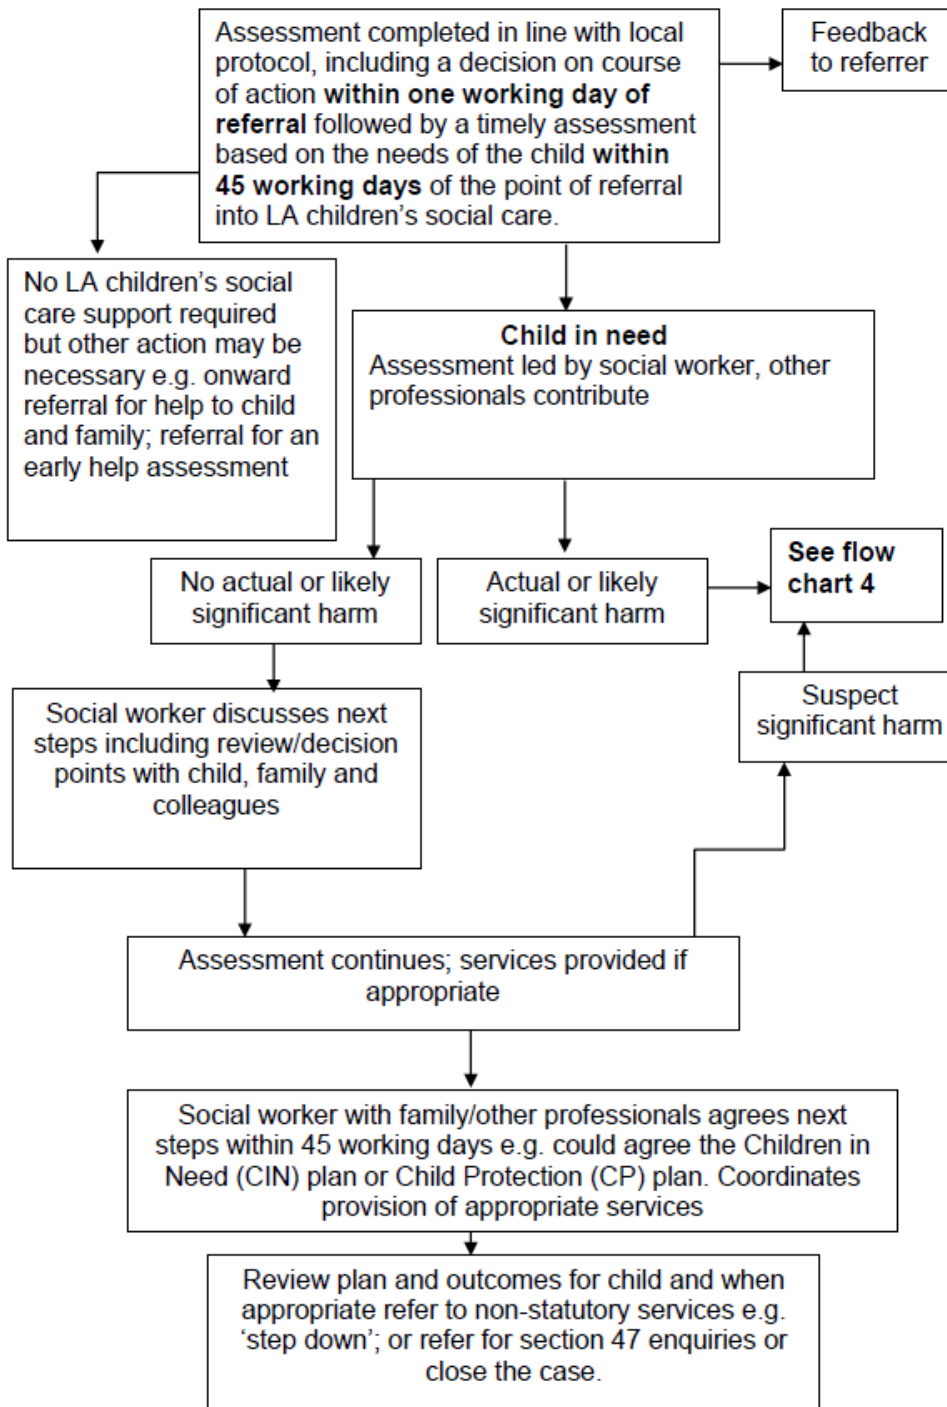 Assessment completed in line with local
protocol, including a decision on course
of action within one working day of
referral followed by a timely assessment
based on the needs of the child within
45 working days of the point of referral
into LA children's social care.
Feedback
to referrer
No LA children's social
care support required
but other action may be
necessary e.g. onward
referral for help to child
and family; referral for an
early help assessment
Child in need
Assessment led by social worker, other
professionals contribute
No actual or likely
significant harm
Actual or likely
significant harm
See flow
chart 4
Suspect
significant harm
Social worker discusses next
steps including review/decision
points with child, family and
colleagues
Assessment continues; services provided if
appropriate
Social worker with family/other professionals agrees next
steps within 45 working days e.g. could agree the Children in
Need (CIN) plan or Child Protection (CP) plan. Coordinates
provision of appropriate services
Review plan and outcomes for child and when
appropriate refer to non-statutory services e.g.
'step down'; or refer for section 47 enquiries or
close the case.